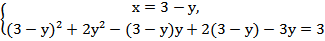 x = 3 − y,
(3 − y)² + 2y² − (3 − y)y + 2(3 − y) − 3y = 3